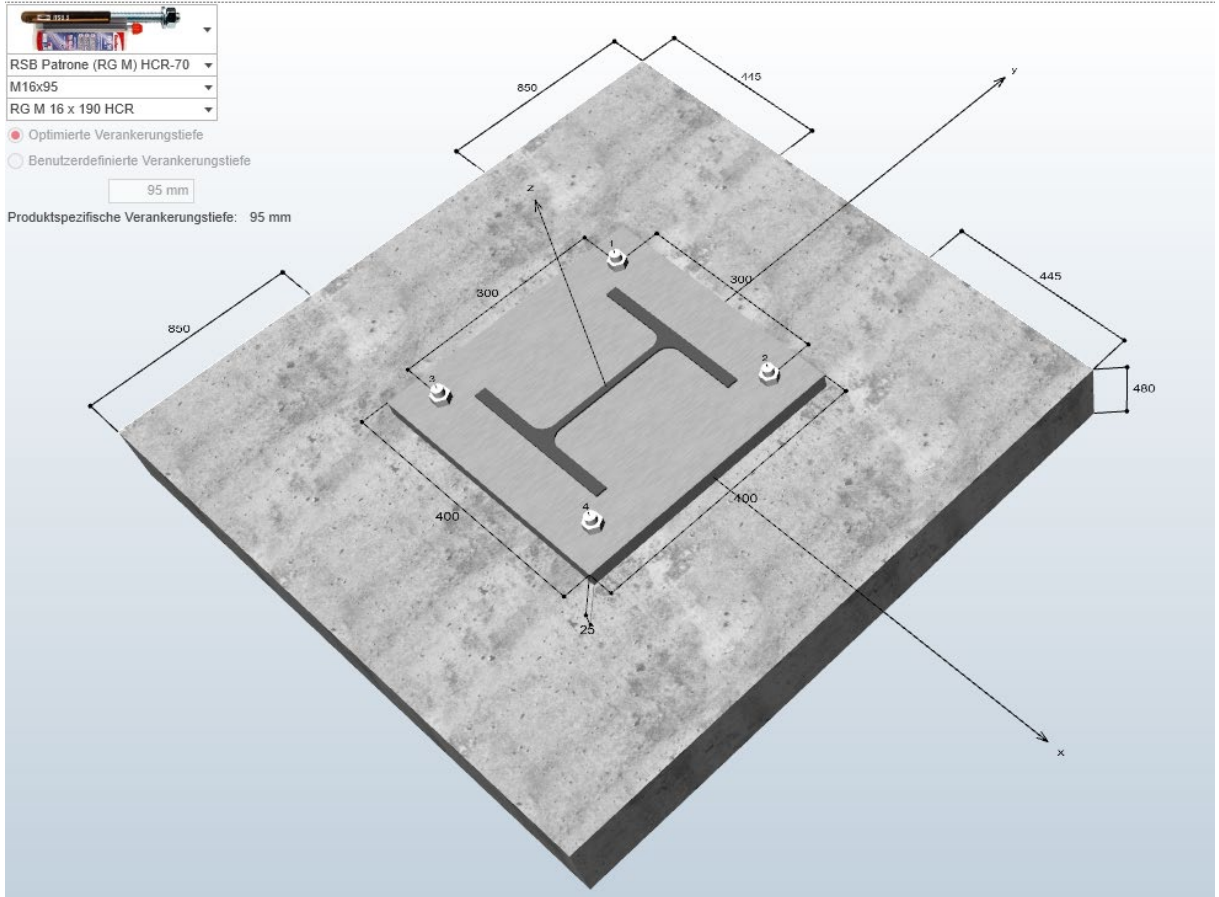 RSB Patrone (RG M) HCR-70
M16x95
RG M 16 x 190 HCR
Optimierte Verankerungstiefe
Benutzerdefinierte Verankerungstiefe
95 mm
Produktspezifische Verankerungstiefe: 95 mm
850
445
y
z
1
300
300
445
850
2
480
3
4
400
400
25
x